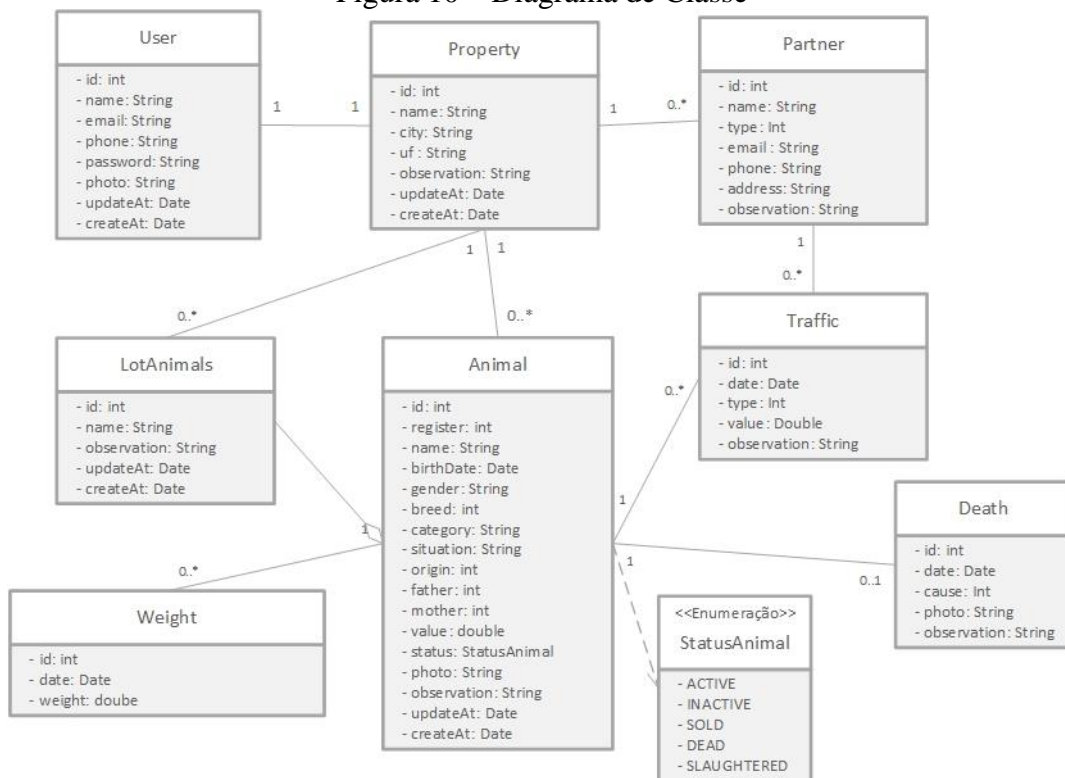 Figura 10 – Diagrama de Classe
User
- id: int
- name: String
- email: String
- phone: String
- password: String
- photo: String
- updateAt: Date
- createAt: Date
1
1
Property
- id: int
- name: String
- city: String
- uf : String
- observation: String
- updateAt: Date
- createAt: Date
1
0..*
Partner
- id: int
- name: String
- type: Int
- email : String
- phone: String
- address: String
- observation: String
1
1
1
0..*
0..*
0..*
LotAnimals
- id: int
- name: String
- observation: String
- updateAt: Date
- createAt: Date
Animal
- id: int
- register: int
- name: String
- birthDate: Date
- gender: String
- breed: int
- category: String
- situation: String
- origin: int
- father: int
- mother: int
- value: double
- status: StatusAnimal
- photo: String
- observation: String
- updateAt: Date
- createAt: Date
Traffic
- id: int
- date: Date
- type: Int
- value: Double
- observation: String
0..*
1
1
0..*
1
0..1
Death
- id: int
- date: Date
- cause: Int
- photo: String
- observation: String
Weight
- id: int
- date: Date
- weight: doube
<<Enumeração>>
StatusAnimal
- ACTIVE
- INACTIVE
- SOLD
- DEAD
- SLAUGHTERED